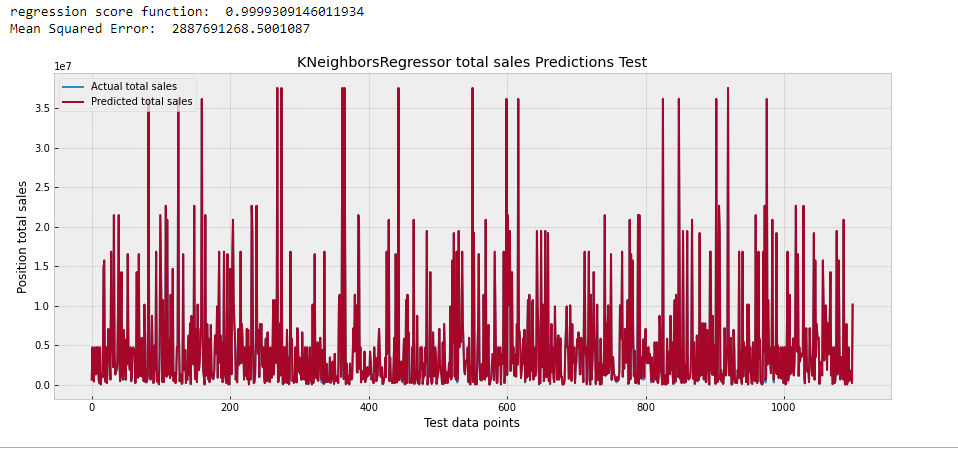 regression score function:  0.9999309146011934
Mean Squared Error:  2887691268.5001087
KNeighborsRegressor total sales Predictions Test
1e7
Actual total sales
Predicted total sales
3.5
3.0
2.5
2.0
1.5
1.0
0.5
0.0
Position total sales
0 200 400 600 800 1000
Test data points